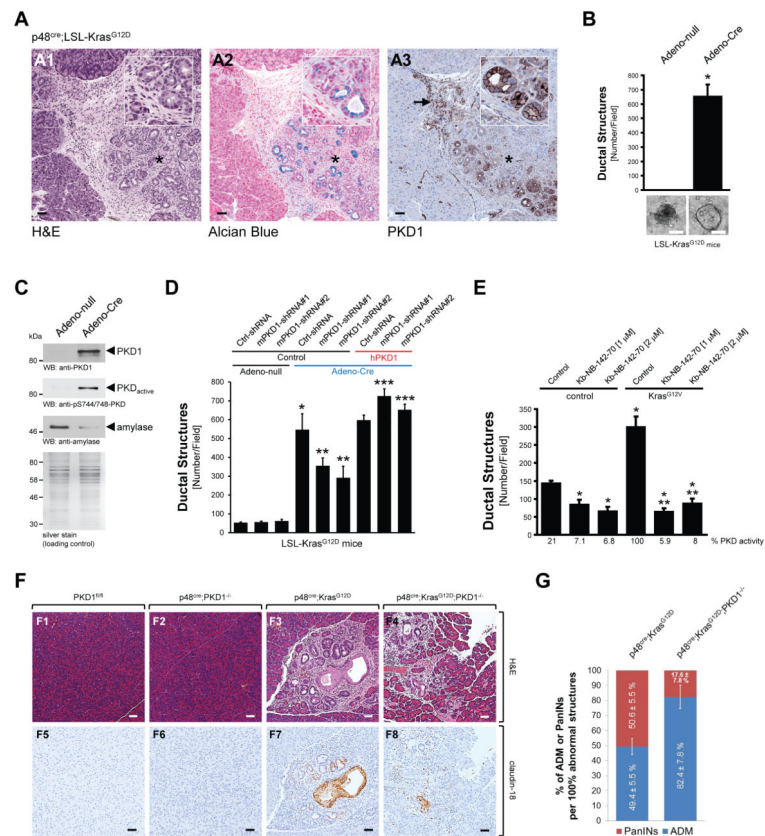 A
p48cre;LSL-KrasG12D
A1
A2
A3
*
*
*
H&E
Alcian Blue
PKD1
B
Adeno-null
Adeno-Cre
Ductal Structures
[Number/Field]
800
700
600
500
400
300
200
100
0
*
LSL-KrasG12D mice
C
Adeno-null
Adeno-Cre
kDa
80
PKD1
WB: anti-PKD1
80
PKDactive
WB: anti-pS744/748-PKD
46
amylase
WB: anti-amylase
80
58
46
30
silver stain
(loading control)
D
Ctrl-shRNA
mPKD1-shRNA#1
mPKD1-shRNA#2
Ctrl-shRNA
mPKD1-shRNA#1
mPKD1-shRNA#2
Ctrl-shRNA
mPKD1-shRNA#1
mPKD1-shRNA#2
Control
hPKD1
Adeno-null
Adeno-Cre
Ductal Structures
[Number/Field]
800
700
600
500
400
300
200
100
0
*
**
**
***
***
LSL-KrasG12D mice
E
Control
Kb-NB-142-70 [1 µM]
Kb-NB-142-70 [2 µM]
Control
Kb-NB-142-70 [1 µM]
Kb-NB-142-70 [2 µM]
control
KrasG12V
Ductal Structures
[Number/Field]
350
300
250
200
150
100
50
0
*
*
*
*
**
*
**
21
7.1
6.8
100
5.9
8
% PKD activity
F
PKD1fl/fl
p48cre;PKD1-/-
p48cre;KrasG12D
p48cre;KrasG12D;PKD1-/-
F1
F2
F3
F4
H&E
F5
F6
F7
F8
claudin-18
G
p48cre;KrasG12D
p48cre;KrasG12D;PKD1-/-
% of ADM or PanINs
per 100% abnormal structures
100
90
80
70
60
50
40
30
20
10
0
50.6 ± 5.5 %
49.4 ± 5.5 %
17.6 ±
7.8 %
82.4 ± 7.8 %
PanINs
ADM